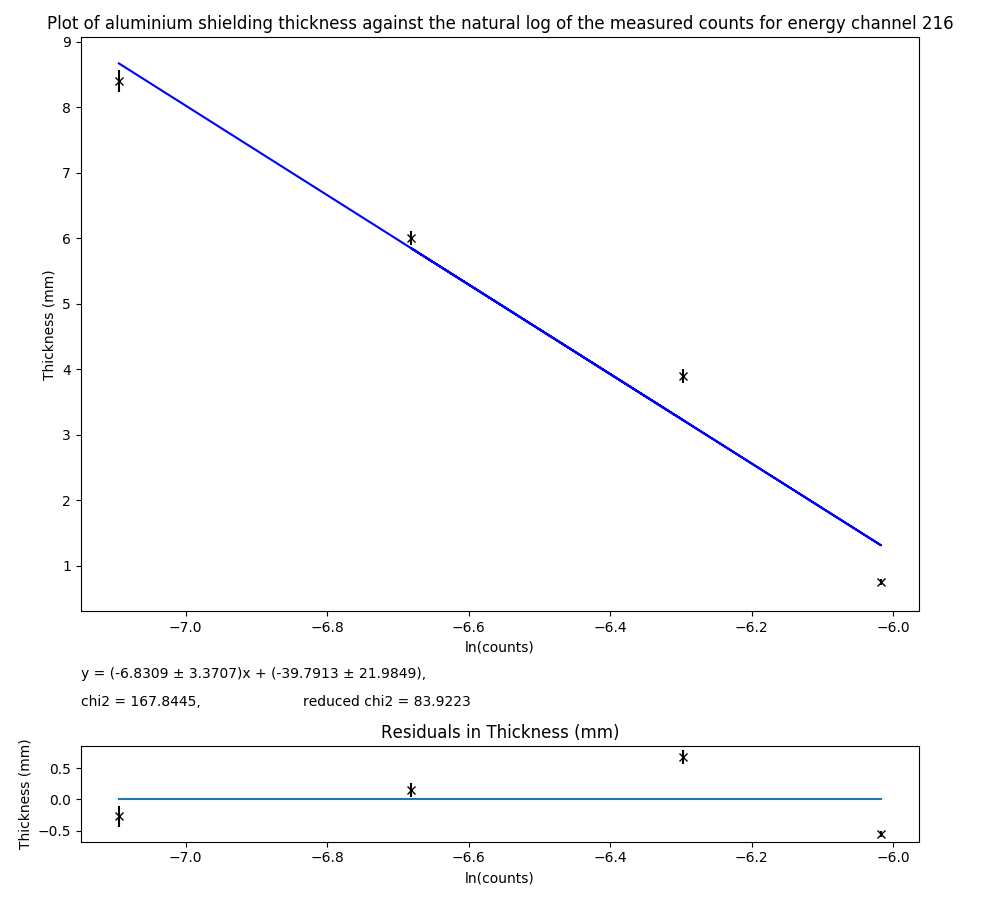 Plot of aluminium shielding thickness against the natural log of the measured counts for energy channel 216
9
8
7
6
5
4
3
2
1
Thickness (mm)
−7.0 −6.8 −6.6 −6.4 −6.2 −6.0
ln(counts)
y = (-6.8309 ± 3.3707)x + (-39.7913 ± 21.9849),
chi2 = 167.8445, reduced chi2 = 83.9223
Residuals in Thickness (mm)
0.5
0.0
−0.5
Thickness (mm)
−7.0 −6.8 −6.6 −6.4 −6.2 −6.0
ln(counts)